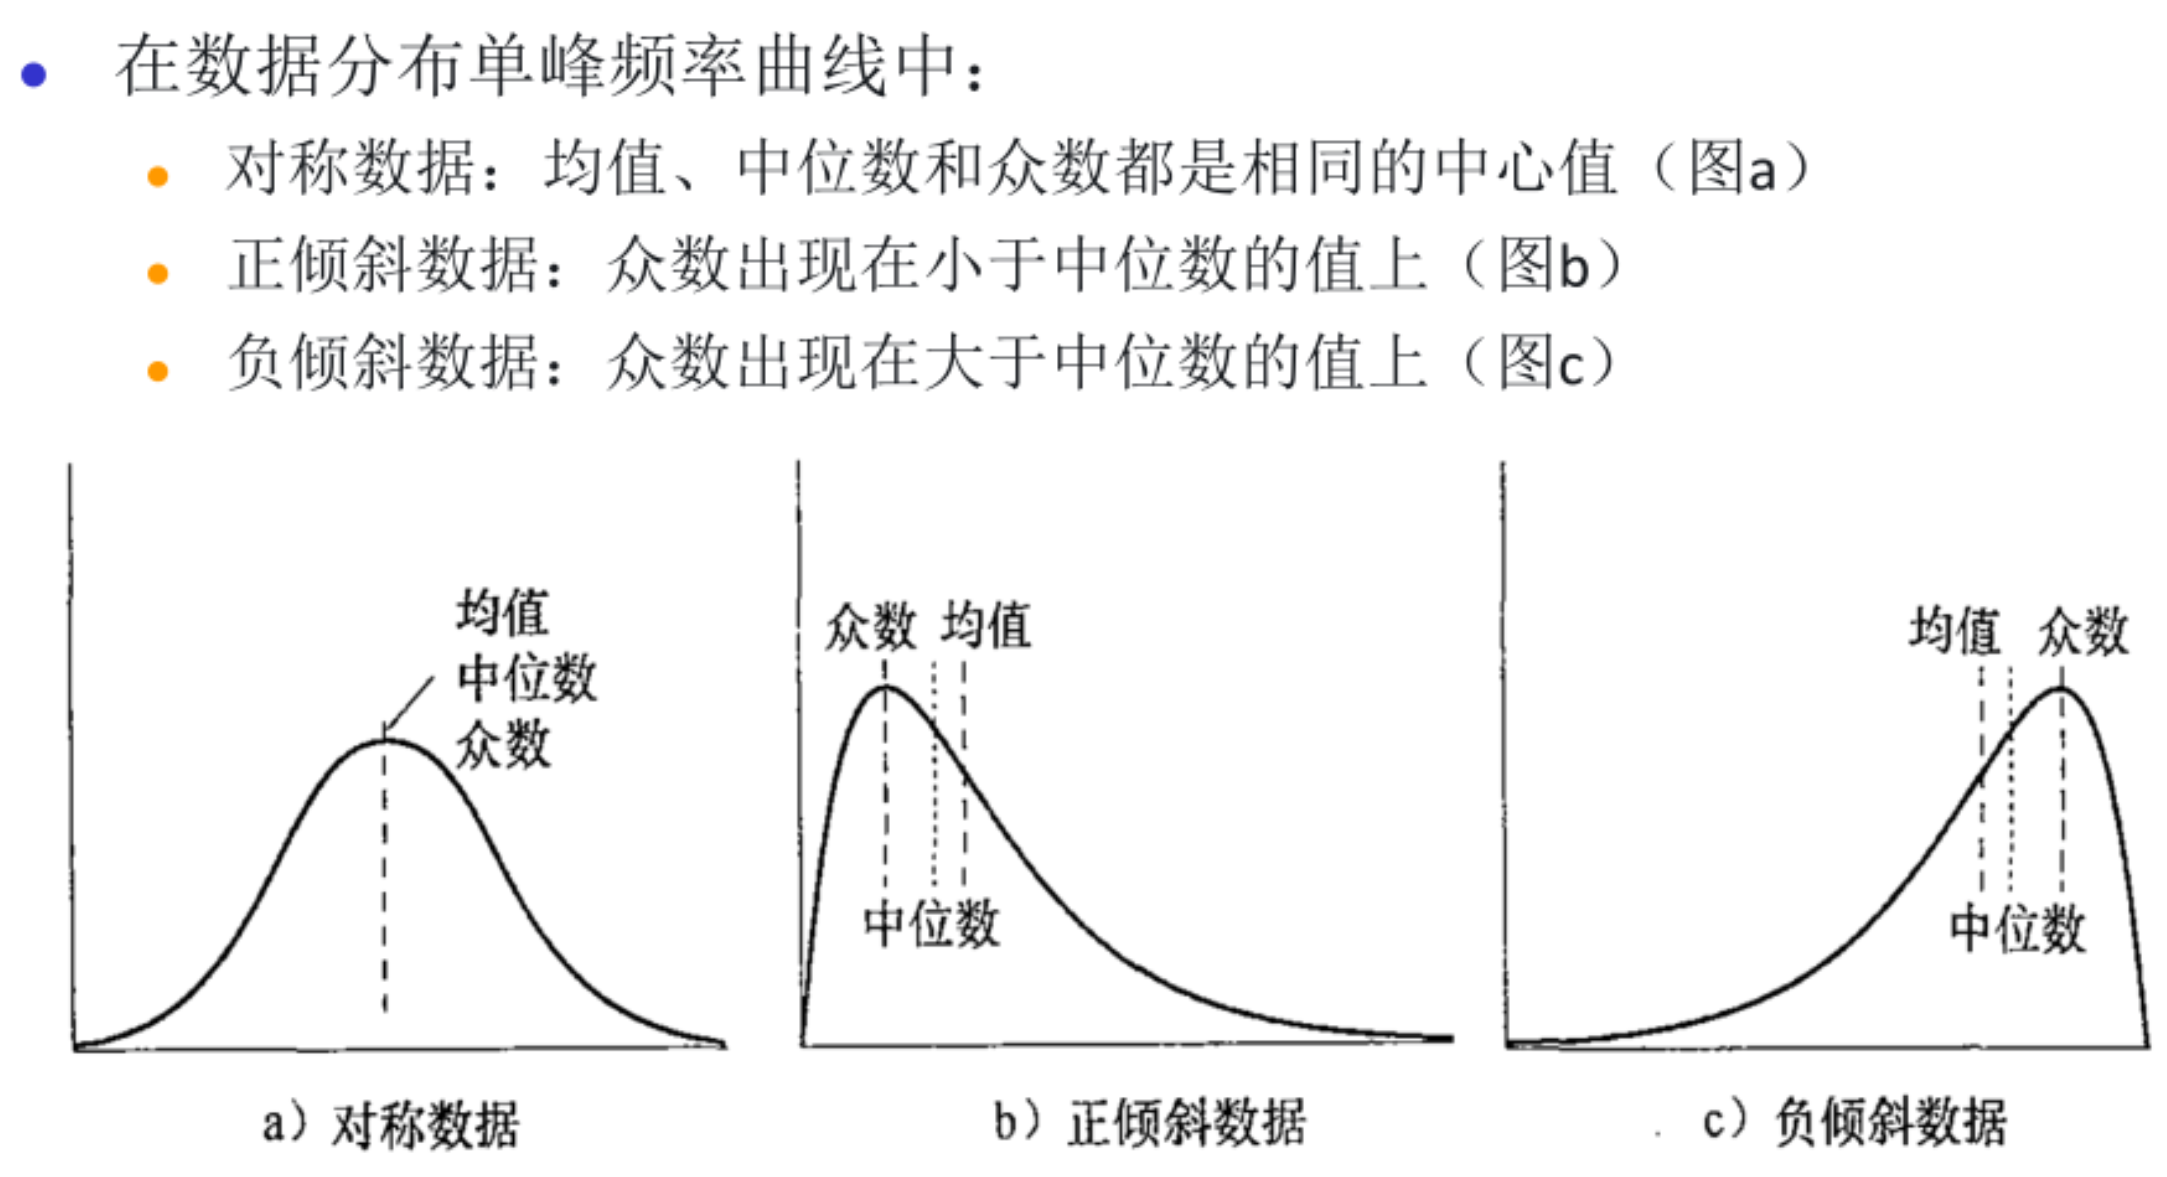 在数据分布单峰频率曲线中：
对称数据：均值、中位数和众数都是相同的中心值（图a）
正倾斜数据：众数出现在小于中位数的值上（图b）
负倾斜数据：众数出现在大于中位数的值上（图c）
均值
中位数
众数
a）对称数据
众数 均值
中位数
b）正倾斜数据
均值 众数
中位数
c）负倾斜数据